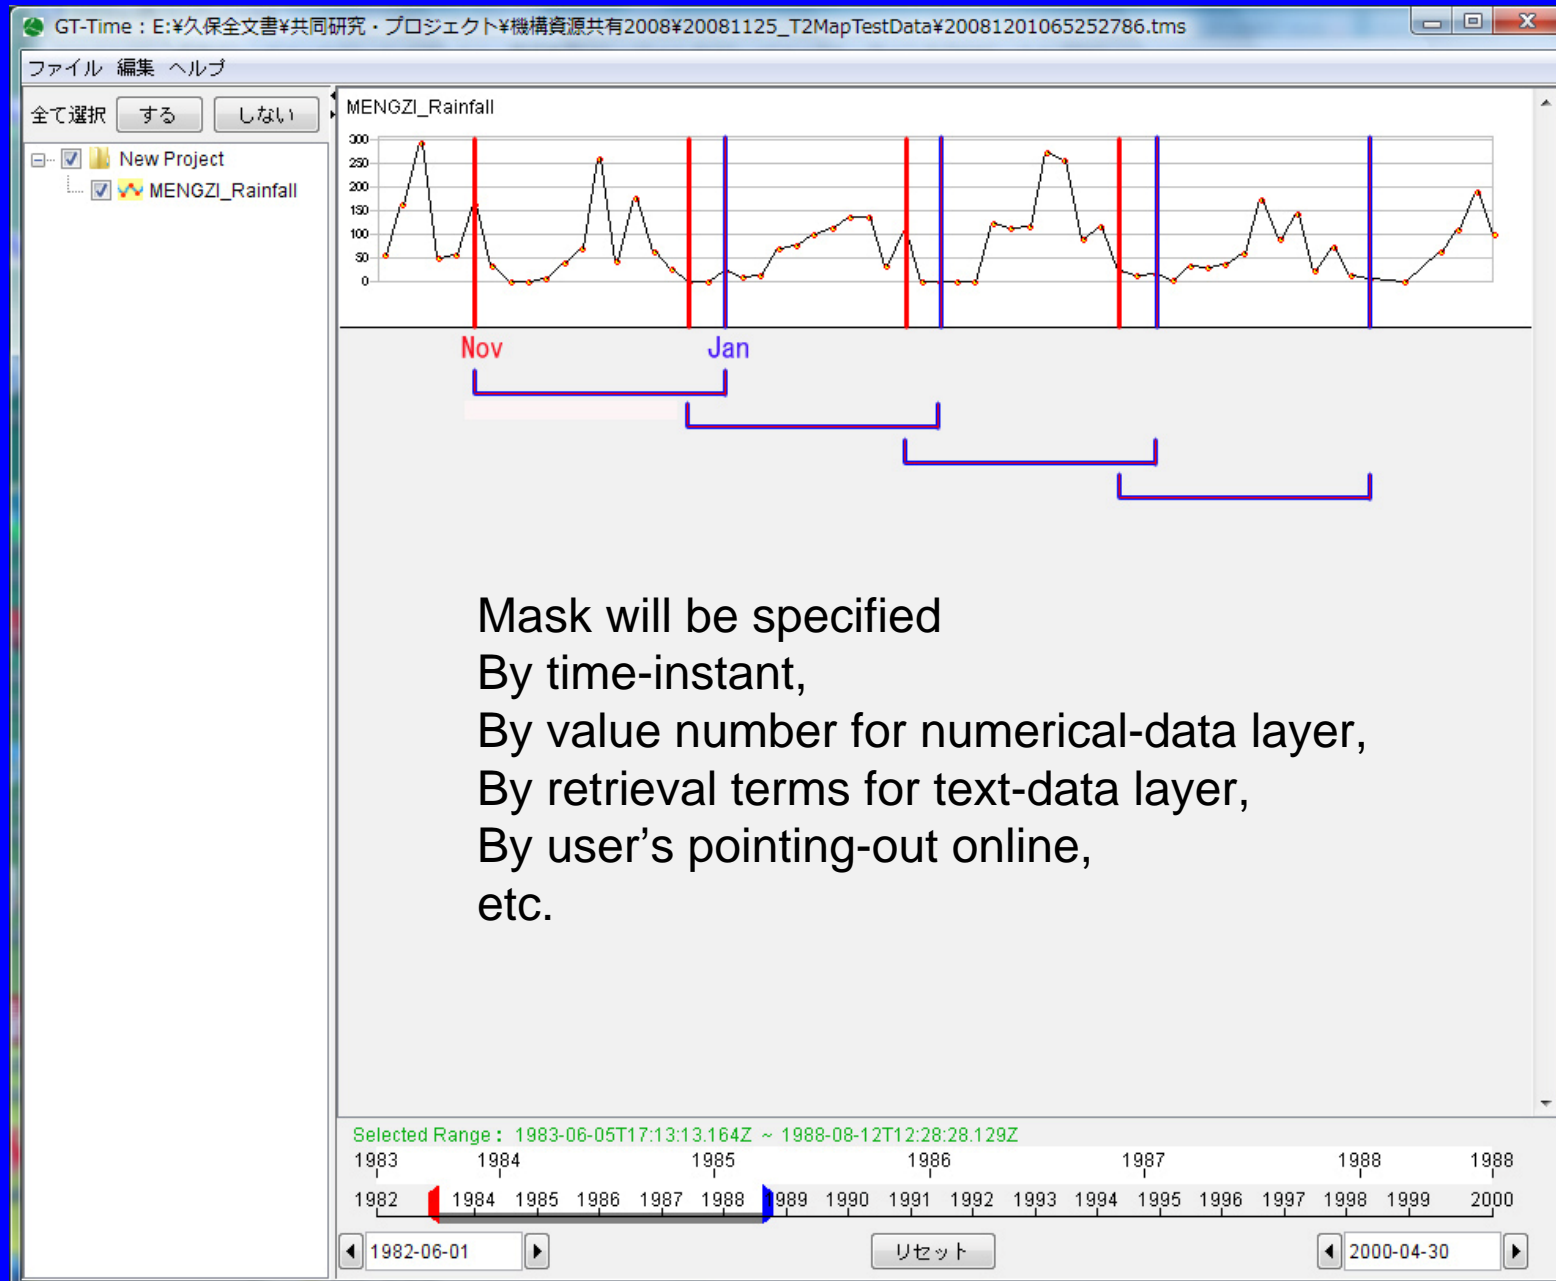 GT-Time : E:¥久保全文書¥共同研究・プロジェクト¥機構資源共有2008¥20081125_T2MapTestData¥20081201065252786.tms
ファイル 編集 ヘルプ
全て選択 する しない
New Project
MENGZI_Rainfall
MENGZI_Rainfall
300
250
200
150
100
50
0
Nov Jan
Mask will be specified
By time-instant,
By value number for numerical-data layer,
By retrieval terms for text-data layer,
By user’s pointing-out online,
etc.
Selected Range : 1983-06-05T17:13:13.164Z ~ 1988-08-12T12:28:28.129Z
1983 1984 1985 1986 1987 1988 1988
1982 1984 1985 1986 1987 1988 1989 1990 1991 1992 1993 1994 1995 1996 1997 1998 1999 2000
1982-06-01 リセット 2000-04-30